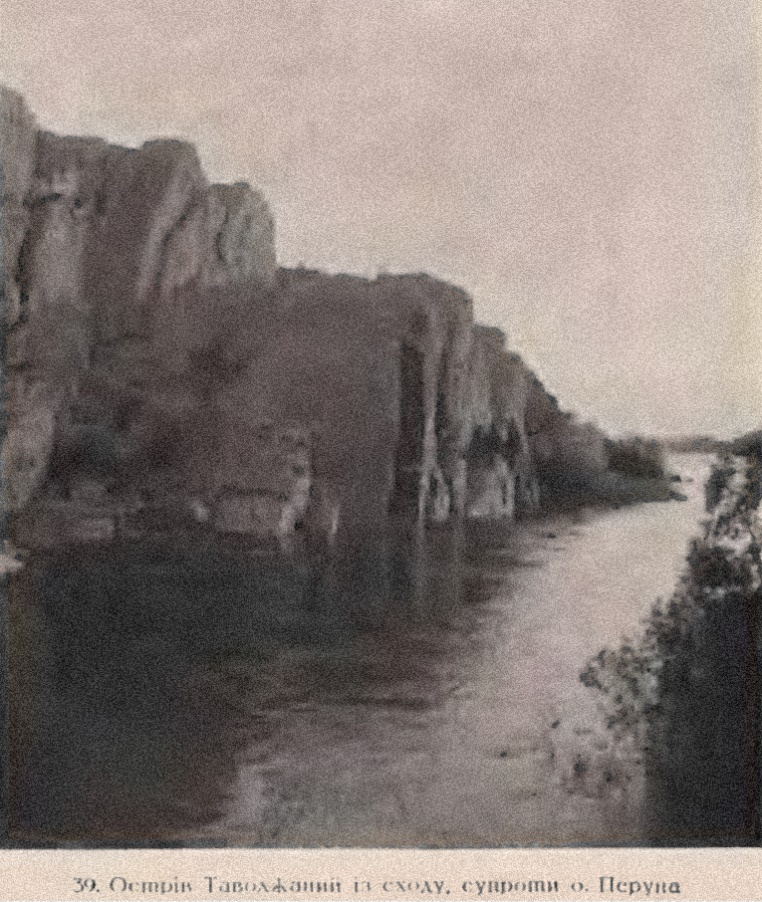 39. Острів Таволжаний із сходу, супроти о. Перуна